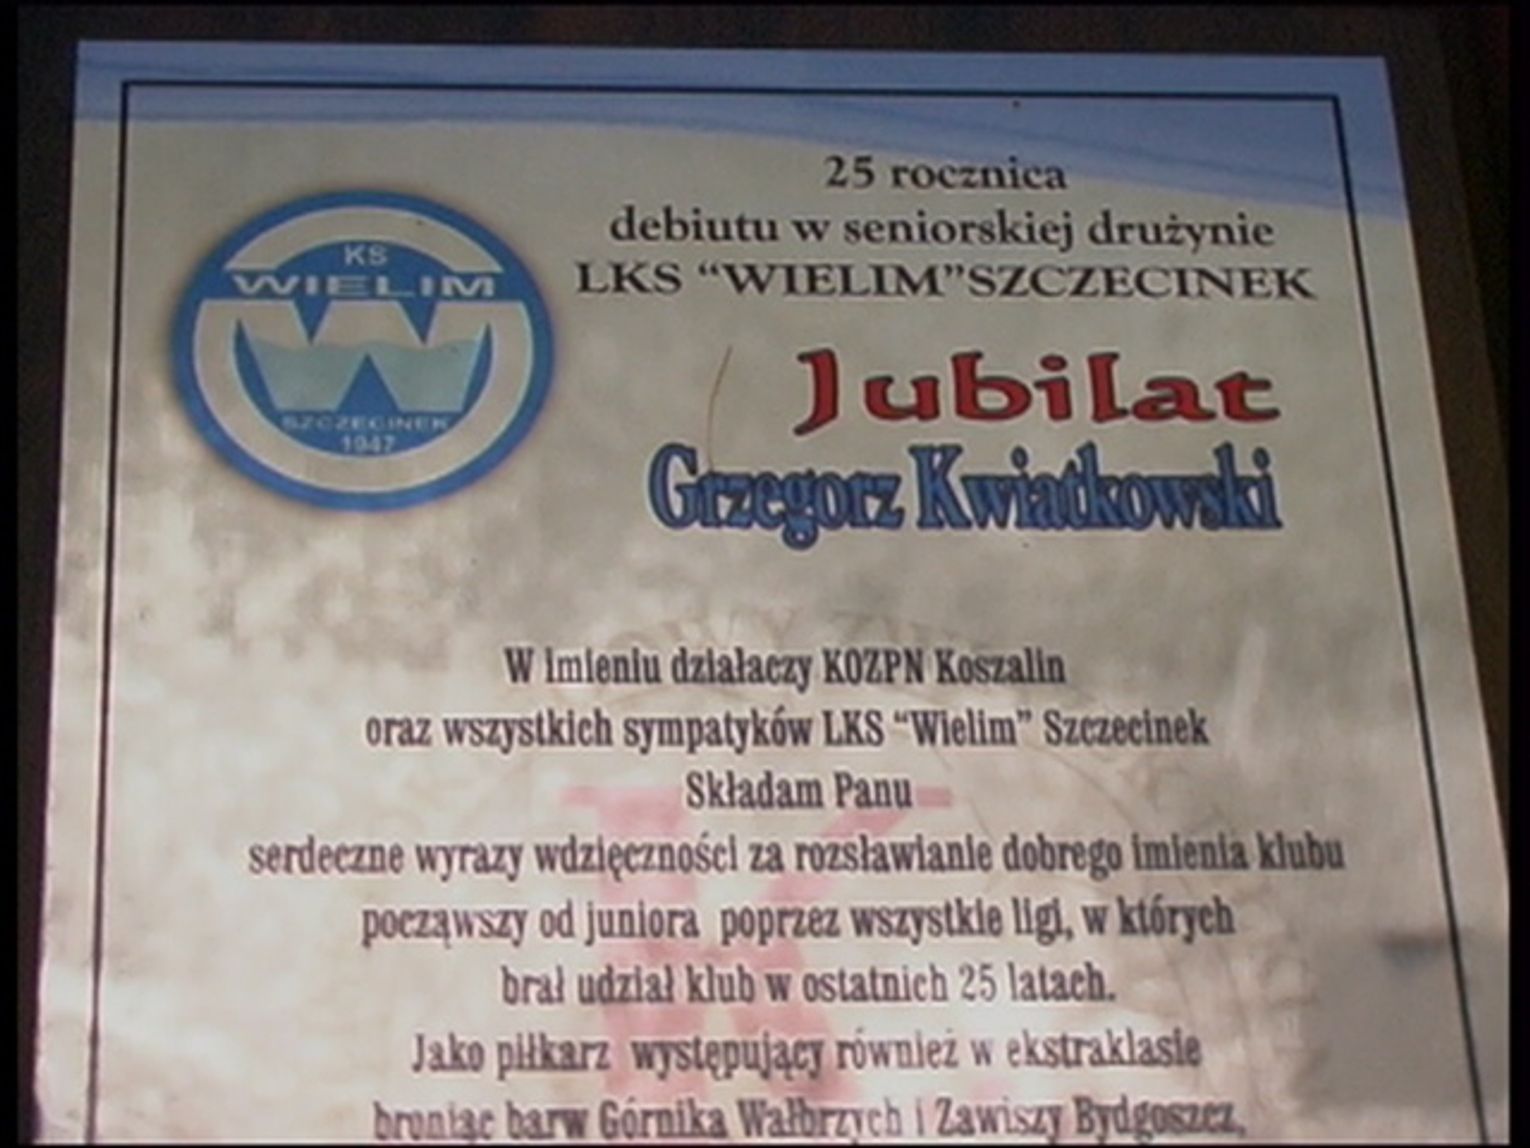 25 rocznica
debiutu w seniorskiej drużynie
LKS “WIELIM”SZCZECINEK
KS
WIELIM
SZCZECINEK
1947
Jubilat
Grzegorz Kwiatkowski
W imieniu działaczy KOZPN Koszalin
oraz wszystkich sympatyków LKS “Wielim” Szczecinek
Składam Panu
serdeczne wyrazy wdzięczności za rozsławianie dobrego imienia klubu
począwszy od juniora poprzez wszystkie ligi, w których
brał udział klub w ostatnich 25 latach.
Jako piłkarz występujący również w ekstraklasie
broniąc barw Górnika Wałbrzych i Zawiszy Bydgoszcz,